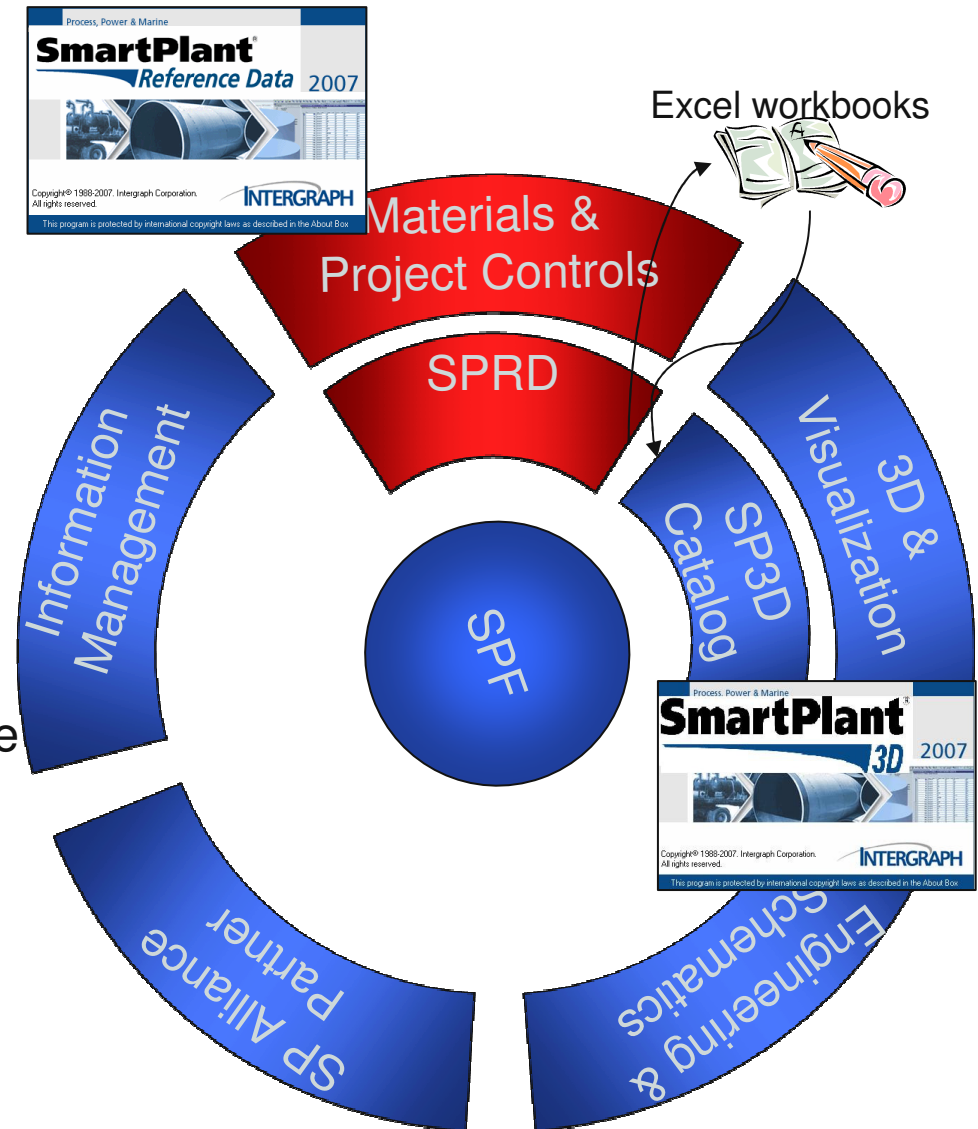 Process, Power & Marine
SmartPlant®
Reference Data 2007
Copyright© 1988-2007. Intergraph Corporation.
All rights reserved.
INTERGRAPH
This program is protected by international copyright laws as described in the About Box
Excel workbooks
Materials &
Project Controls
SPRD
Information
Management
3D &
Visualization
SP3D
Catalog
SPF
e
Process, Power & Marine
SmartPlant®
3D 2007
Copyright© 1988-2007. Intergraph Corporation.
All rights reserved.
INTERGRAPH
This program is protected by international copyright laws as described in the About Box
SP Alliance
Partner
Engineering &
Schematics